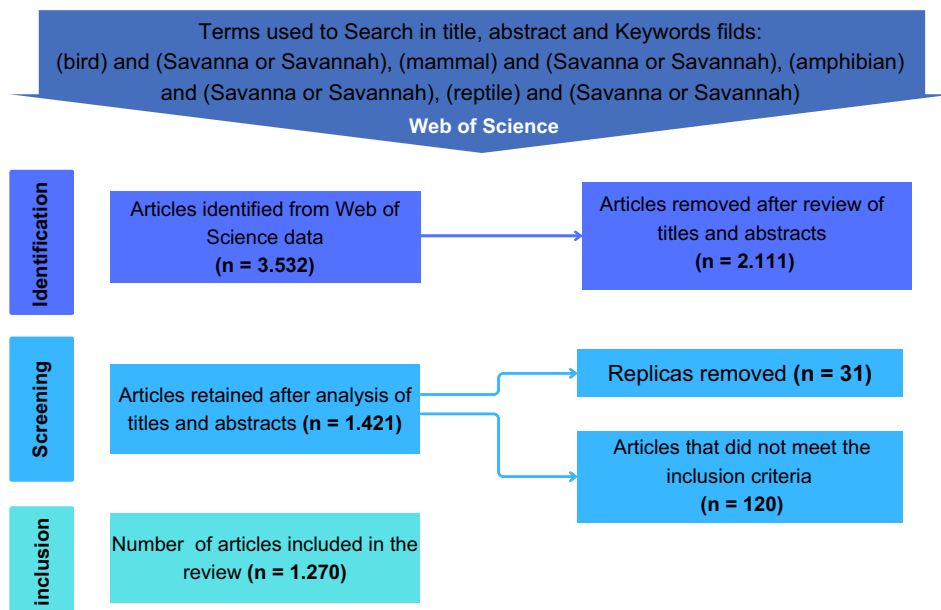 Terms used to Search in title, abstract and Keywords filds:
(bird) and (Savanna or Savannah), (mammal) and (Savanna or Savannah), (amphibian)
and (Savanna or Savannah), (reptile) and (Savanna or Savannah)
Web of Science
Identification
Articles identified from Web of
Science data
(n = 3.532)
Articles removed after review of
titles and abstracts
(n = 2.111)
Screening
Articles retained after analysis of
titles and abstracts (n = 1.421)
Replicas removed (n = 31)
Articles that did not meet the
inclusion criteria
(n = 120)
inclusion
Number of articles included in the
review (n = 1.270)